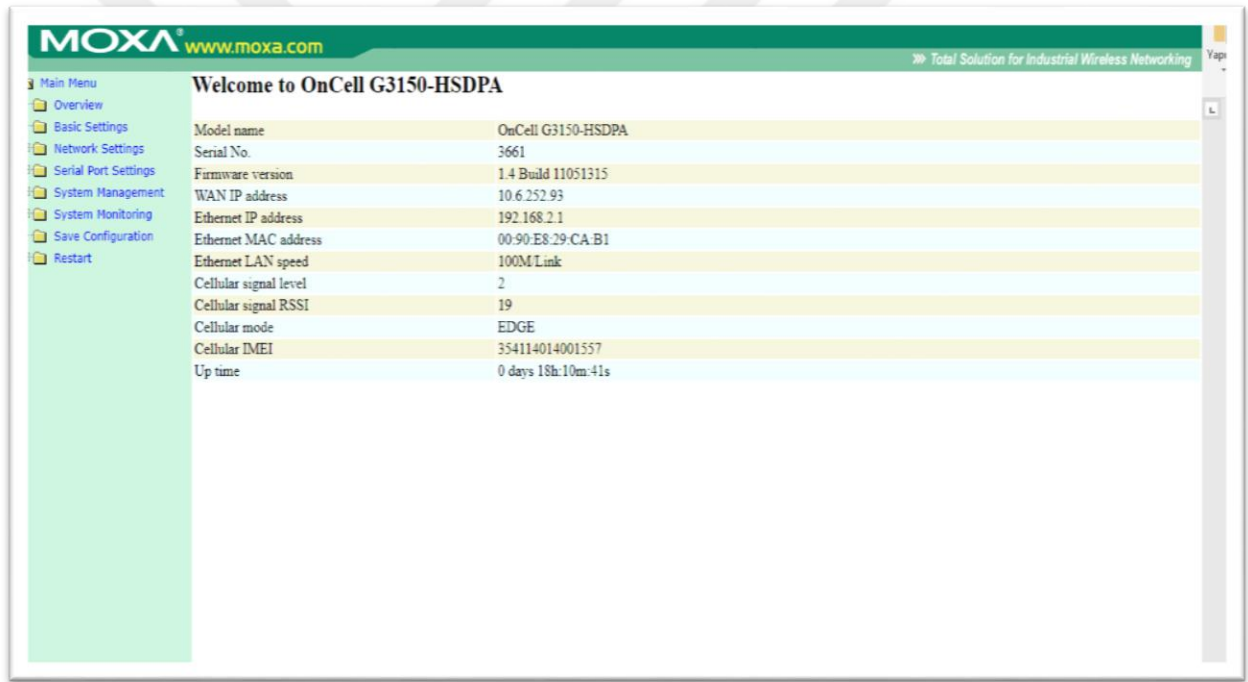 MOXA® www.moxa.com
Total Solution for Industrial Wireless Networking
Main Menu
Overview
Basic Settings
Network Settings
Serial Port Settings
System Management
System Monitoring
Save Configuration
Restart
Welcome to OnCell G3150-HSDPA
Model name OnCell G3150-HSDPA
Serial No. 3661
Firmware version 1.4 Build 11051315
WAN IP address 10.6.252.93
Ethernet IP address 192.168.2.1
Ethernet MAC address 00:90:E8:29:CA:B1
Ethernet LAN speed 100M/Link
Cellular signal level 2
Cellular signal RSSI 19
Cellular mode EDGE
Cellular IMEI 354114014001557
Up time 0 days 18h:10m:41s